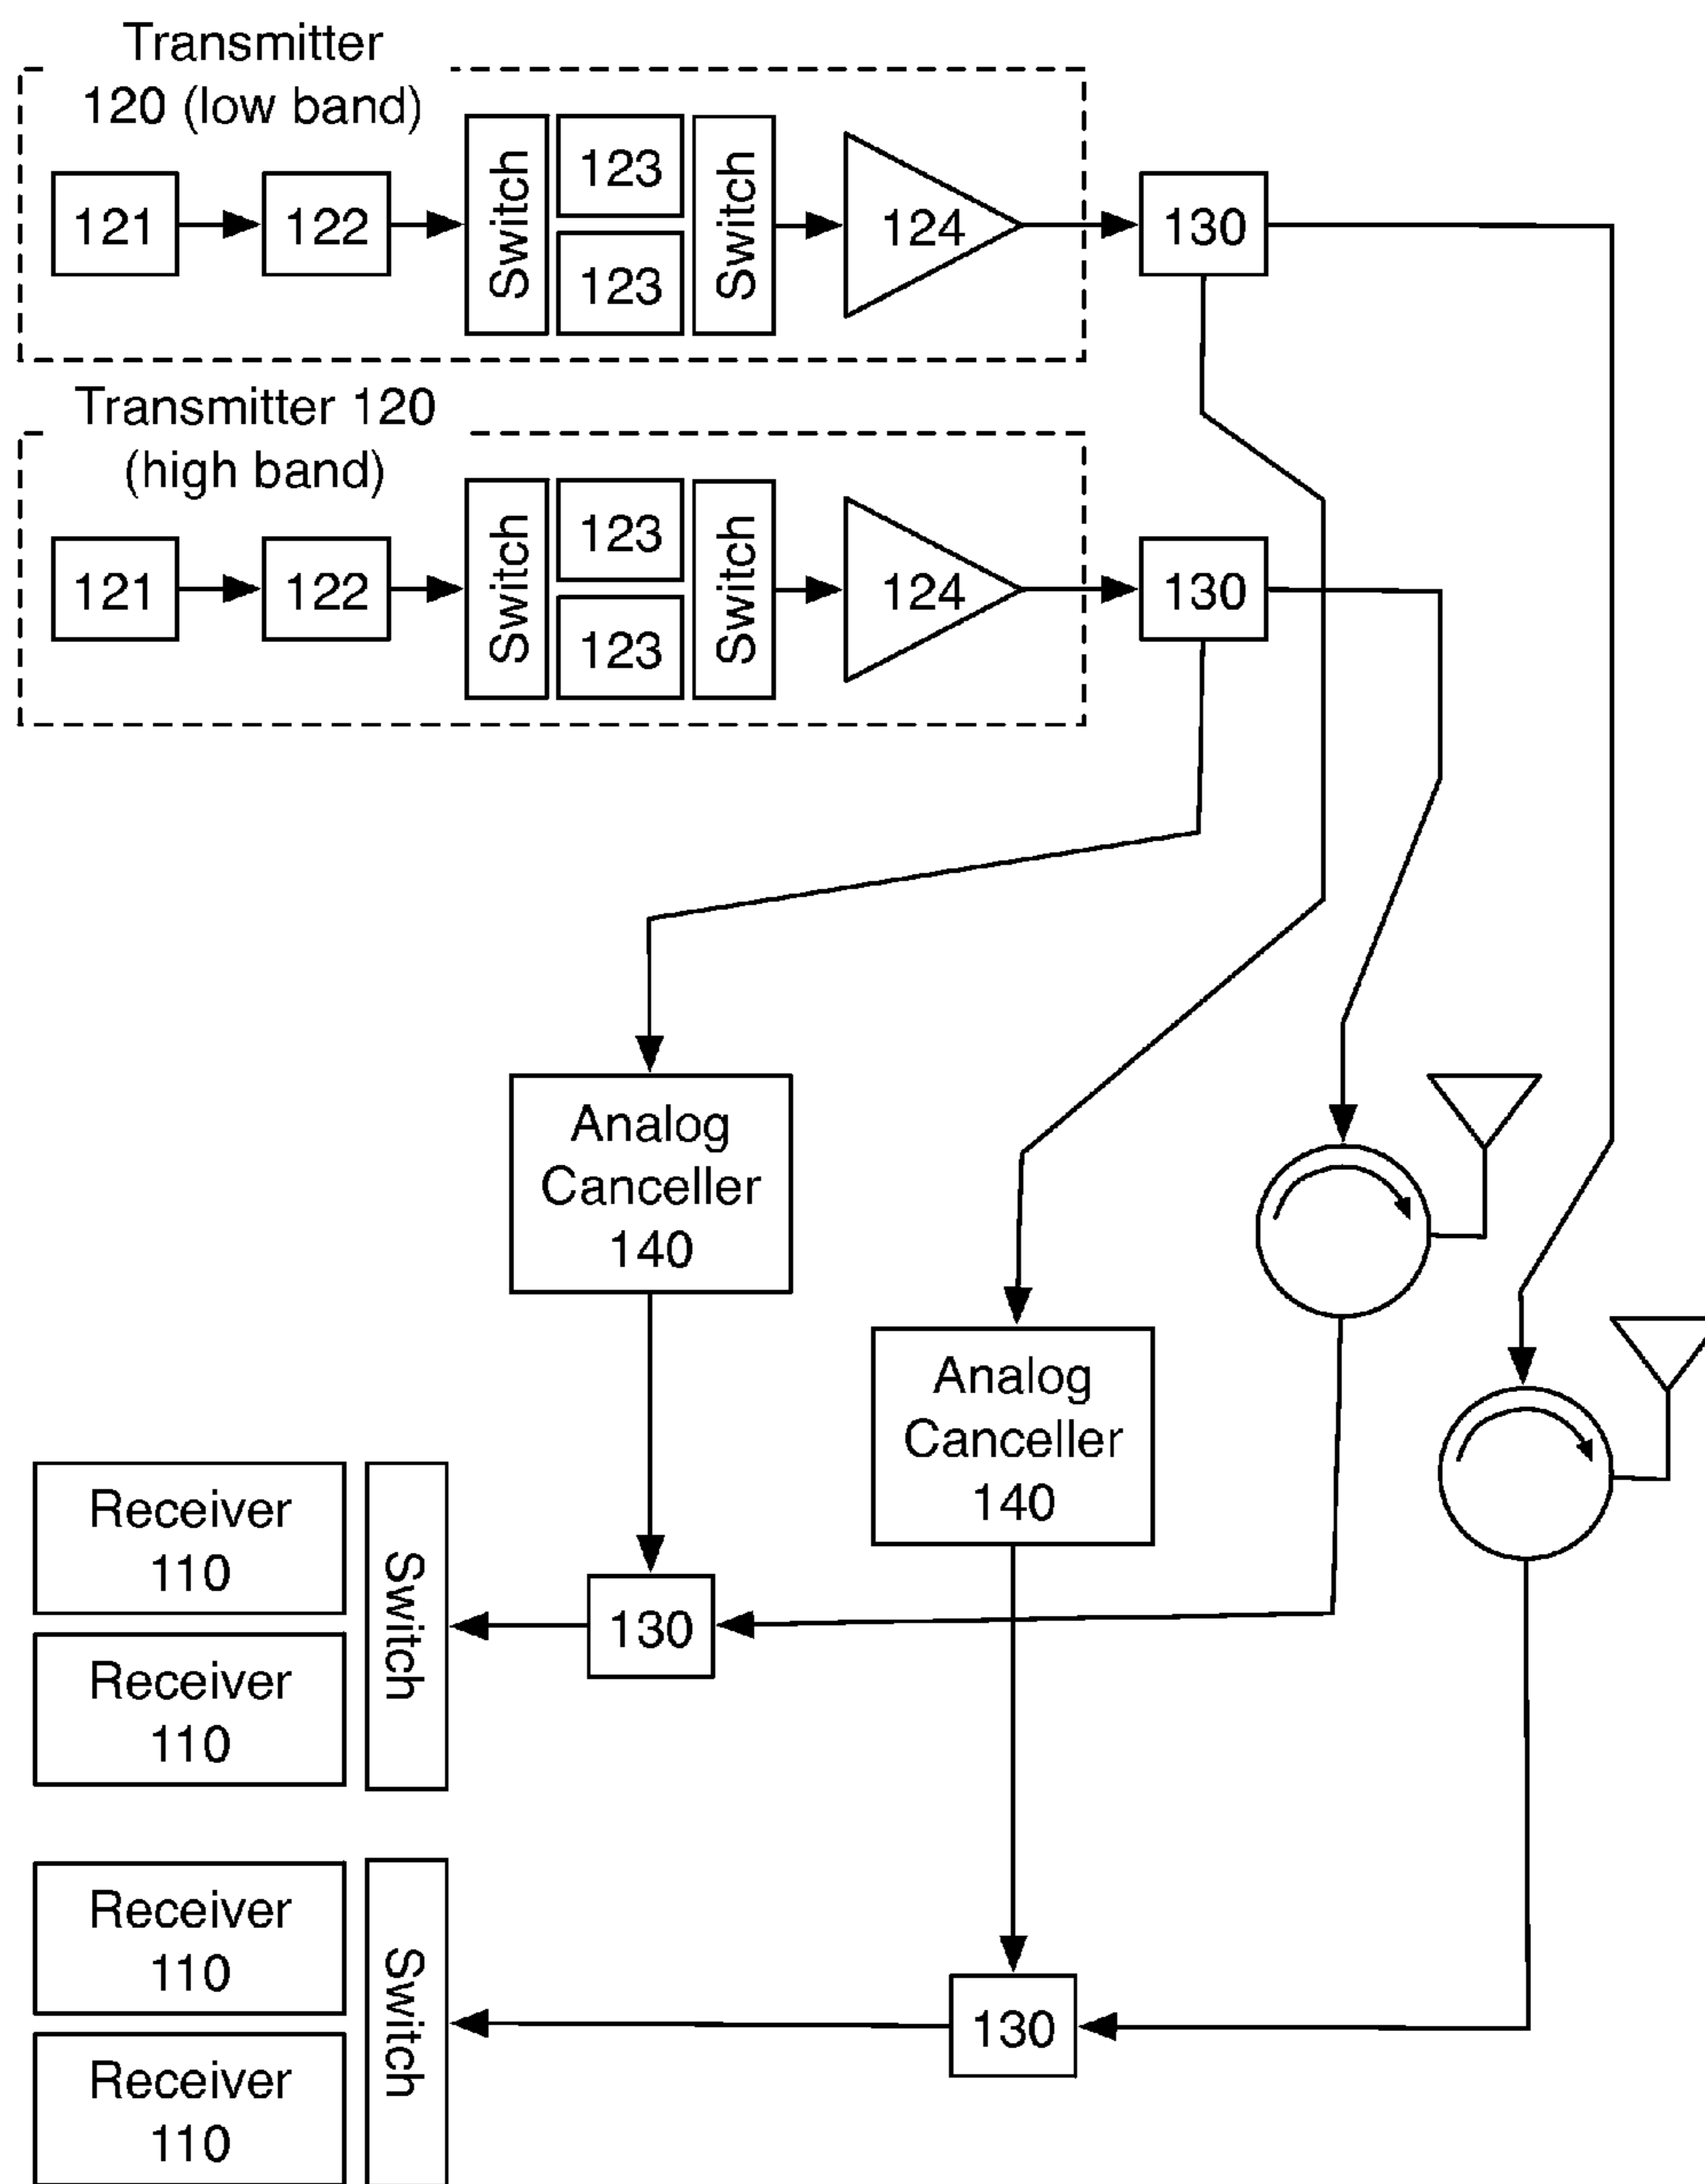 Transmitter
120 (low band)
121
122
Switch
123
123
Switch
124
130
Transmitter 120
(high band)
121
122
Switch
123
123
Switch
124
130
Analog
Canceller
140
Analog
Canceller
140
Receiver
110
Receiver
110
Switch
130
Receiver
110
Receiver
110
Switch
130